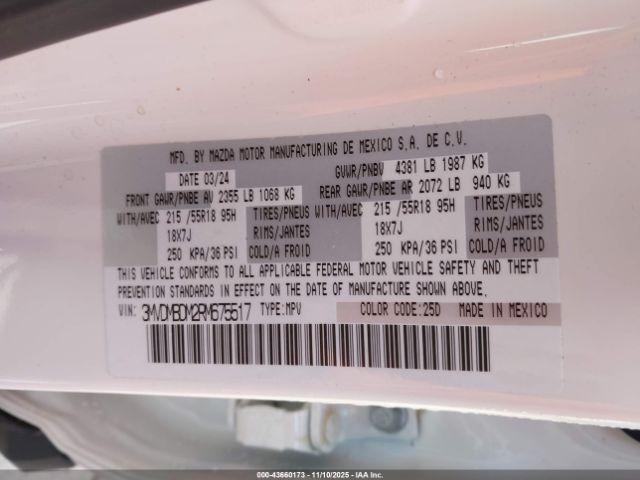 MFD. BY MAZDA MOTOR MANUFACTURING DE MEXICO S.A. DE C.V.
DATE 03/24 GVWR/PNBV 4381 LB 1987 KG
FRONT GAWR/PNBE AV 2355 LB 1068 KG REAR GAWR/PNBE AR 2072 LB 940 KG
WITH/AVEC 215 /55R18 95H TIRES/PNEUS WITH/AVEC 215 /55R18 95H TIRES/PNEUS
18X7J RIMS/JANTES 18X7J RIMS/JANTES
250 KPA/36 PSI COLD/A FROID 250 KPA/36 PSI COLD/A FROID
THIS VEHICLE CONFORMS TO ALL APPLICABLE FEDERAL MOTOR VEHICLE SAFETY AND THEFT
PREVENTION STANDARDS IN EFFECT ON THE DATE OF MANUFACTURE SHOWN ABOVE.
VIN: 3MVDMBDM2RM675517 TYPE:MPV COLOR CODE:25D MADE IN MEXICO
000-43660173 - 11/10/2025 - IAA Inc.